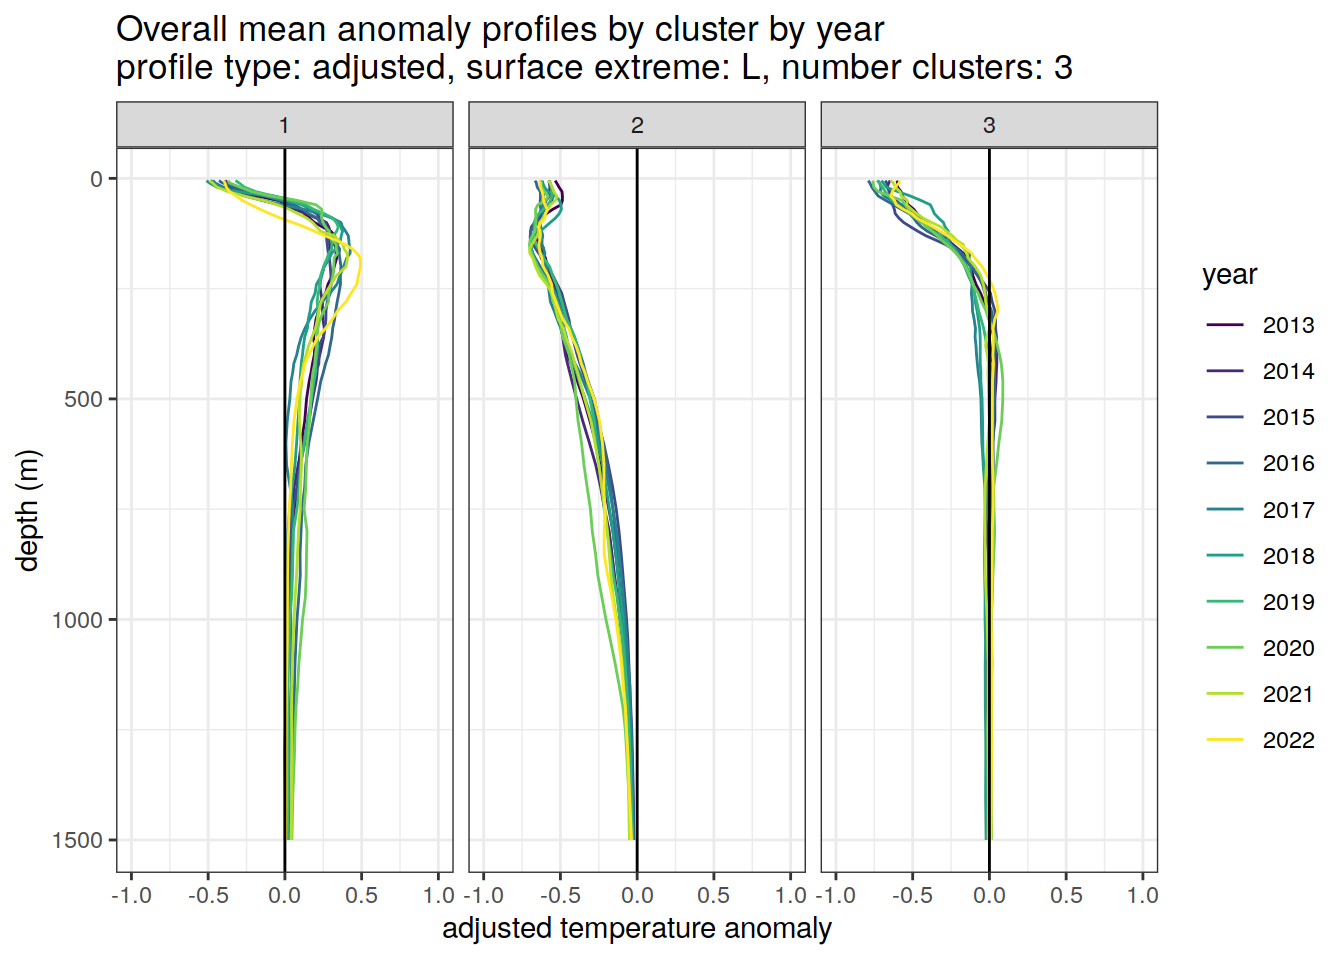 Overall mean anomaly profiles by cluster by year
profile type: adjusted, surface extreme: L, number clusters: 3
1 2 3
0
500
1000
1500
depth (m)
-1.0 -0.5 0.0 0.5 1.0 -1.0 -0.5 0.0 0.5 1.0 -1.0 -0.5 0.0 0.5 1.0
adjusted temperature anomaly
year
2013
2014
2015
2016
2017
2018
2019
2020
2021
2022